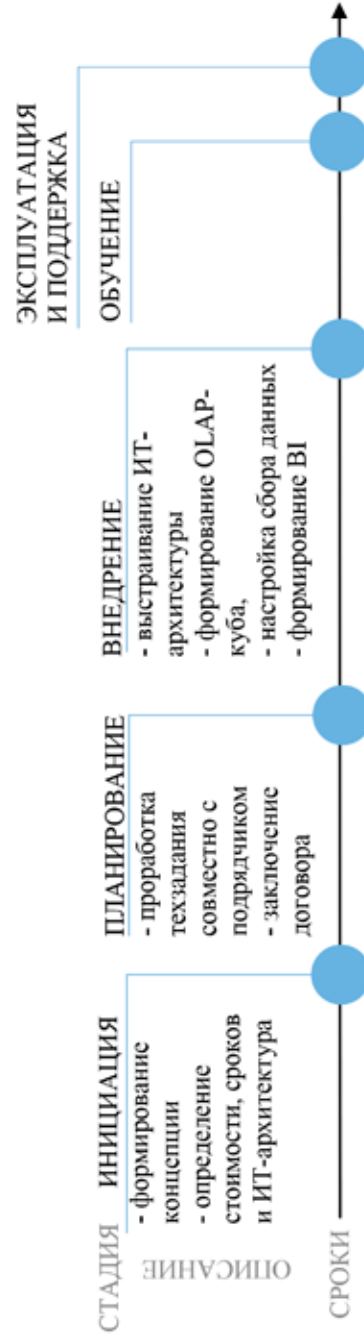 СТАДИЯ
ОПИСАНИЕ
СРОКИ
ИНИЦИАЦИЯ
- формирование
концепции
- определение
стоимости, сроков
и ИТ-архитектура
ПЛАНИРОВАНИЕ
- проработка
техзадания
совместно с
подрядчиком
- заключение
договора
ВНЕДРЕНИЕ
- выстраивание ИТ-
архитектуры
- формирование OLAP-
куба,
- настройка сбора данных
- формирование BI
ОБУЧЕНИЕ
ЭКСПЛУАТАЦИЯ
И ПОДДЕРЖКА